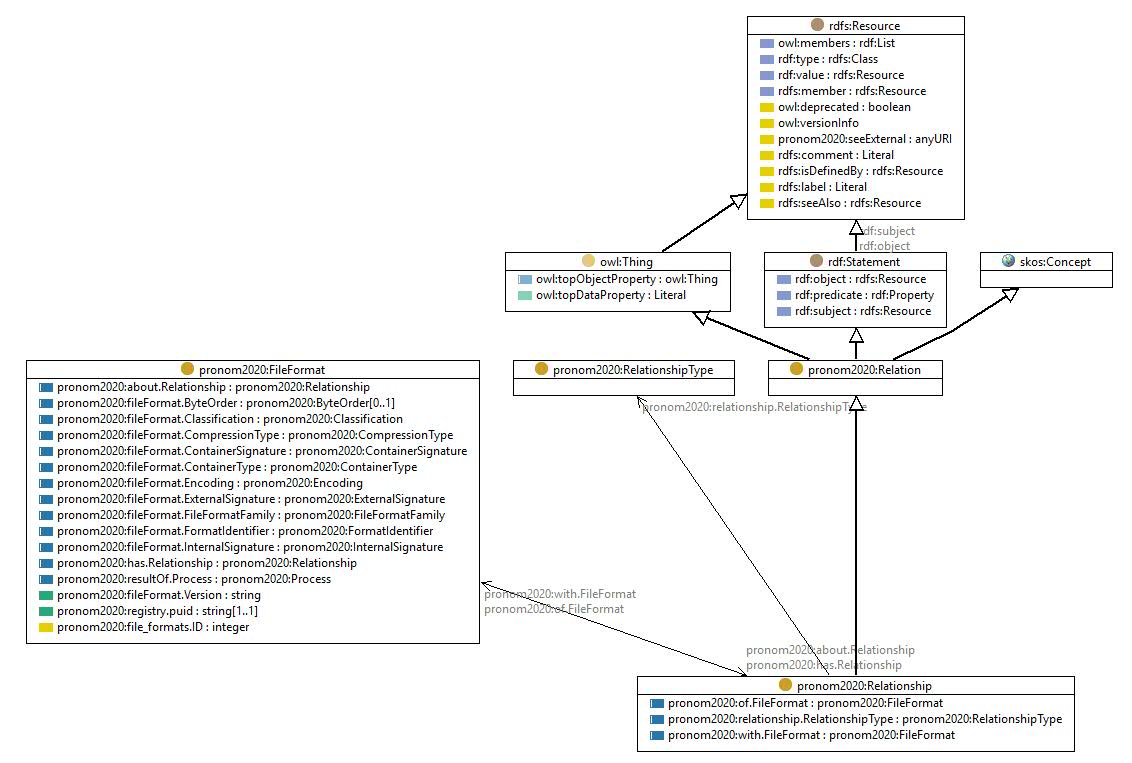 rdfs:Resource
owl:members : rdf:List
rdf:type : rdfs:Class
rdf:value : rdfs:Resource
rdfs:member : rdfs:Resource
owl:deprecated : boolean
owl:versionInfo
pronom2020:seeExternal : anyURI
rdfs:comment : Literal
rdfs:isDefinedBy : rdfs:Resource
rdfs:label : Literal
rdfs:seeAlso : rdfs:Resource
rdf:subject
rdf:object
owl:Thing
owl:topObjectProperty : owl:Thing
owl:topDataProperty : Literal
rdf:Statement
rdf:object : rdfs:Resource
rdf:predicate : rdf:Property
rdf:subject : rdfs:Resource
skos:Concept
pronom2020:FileFormat
pronom2020:about.Relationship : pronom2020:Relationship
pronom2020:fileFormat.ByteOrder : pronom2020:ByteOrder[0..1]
pronom2020:fileFormat.Classification : pronom2020:Classification
pronom2020:fileFormat.CompressionType : pronom2020:CompressionType
pronom2020:fileFormat.ContainerSignature : pronom2020:ContainerSignature
pronom2020:fileFormat.ContainerType : pronom2020:ContainerType
pronom2020:fileFormat.Encoding : pronom2020:Encoding
pronom2020:fileFormat.ExternalSignature : pronom2020:ExternalSignature
pronom2020:fileFormat.FileFormatFamily : pronom2020:FileFormatFamily
pronom2020:fileFormat.FormatIdentifier : pronom2020:FormatIdentifier
pronom2020:fileFormat.InternalSignature : pronom2020:InternalSignature
pronom2020:has.Relationship : pronom2020:Relationship
pronom2020:resultOf.Process : pronom2020:Process
pronom2020:fileFormat.Version : string
pronom2020:registry.puid : string[1..1]
pronom2020:file_formats.ID : integer
pronom2020:RelationshipType
pronom2020:Relation
pronom2020:relationship.RelationshipType
pronom2020:with.FileFormat
pronom2020:of.FileFormat
pronom2020:about.Relationship
pronom2020:has.Relationship
pronom2020:Relationship
pronom2020:of.FileFormat : pronom2020:FileFormat
pronom2020:relationship.RelationshipType : pronom2020:RelationshipType
pronom2020:with.FileFormat : pronom2020:FileFormat